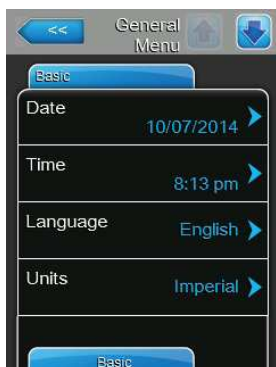 <<
General
Menu
Basic
Date
10/07/2014
Time
8:13 pm
Language
English
Units
Imperial
Basic